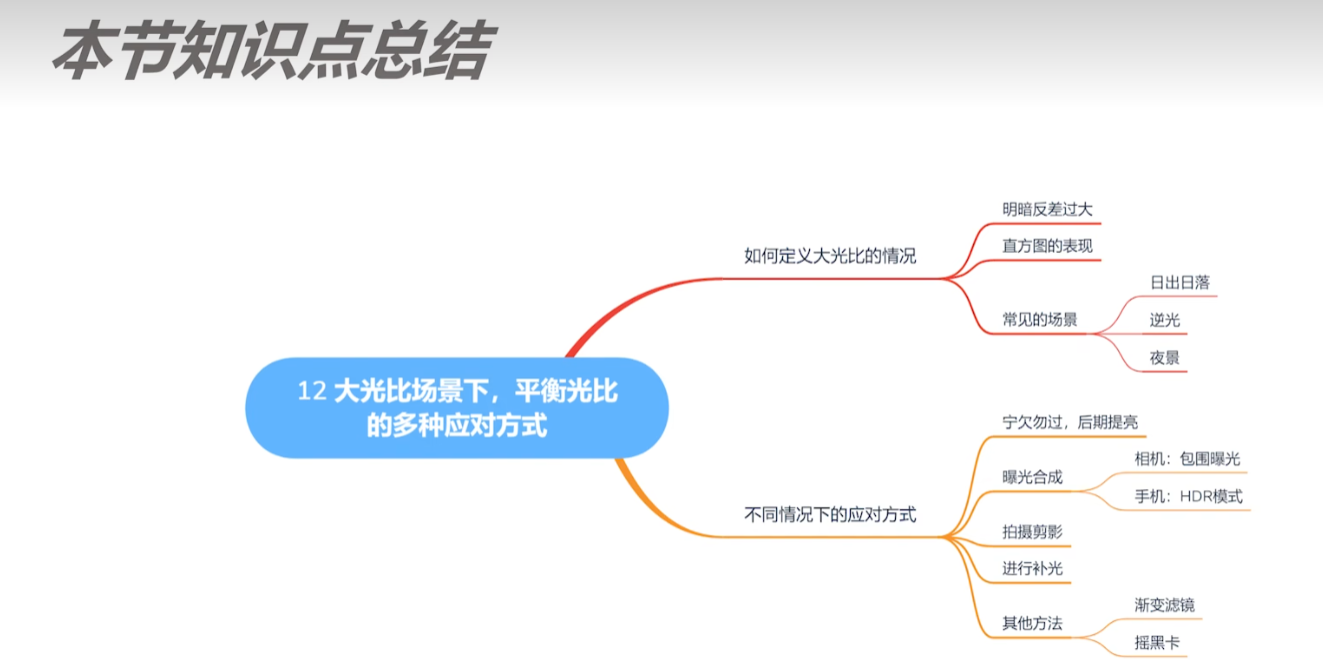 本节知识点总结
12 大光比场景下，平衡光比
的多种应对方式
如何定义大光比的情况
明暗反差过大
直方图的表现
常见的场景
日出日落
逆光
夜景
不同情况下的应对方式
宁欠勿过，后期提亮
曝光合成
相机：包围曝光
手机：HDR模式
拍摄剪影
进行补光
其他方法
渐变滤镜
摇黑卡